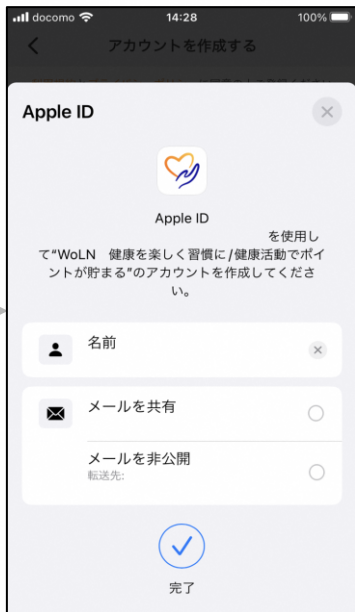 docomo 14:28 100%
アカウントを作成する
Apple ID
Apple ID
を使用し
て“WoLN 健康を楽しく習慣に/健康活動でポイ
ントが貯まる”のアカウントを作成してくださ
い。
名前
メールを共有
メールを非公開
転送先:
完了